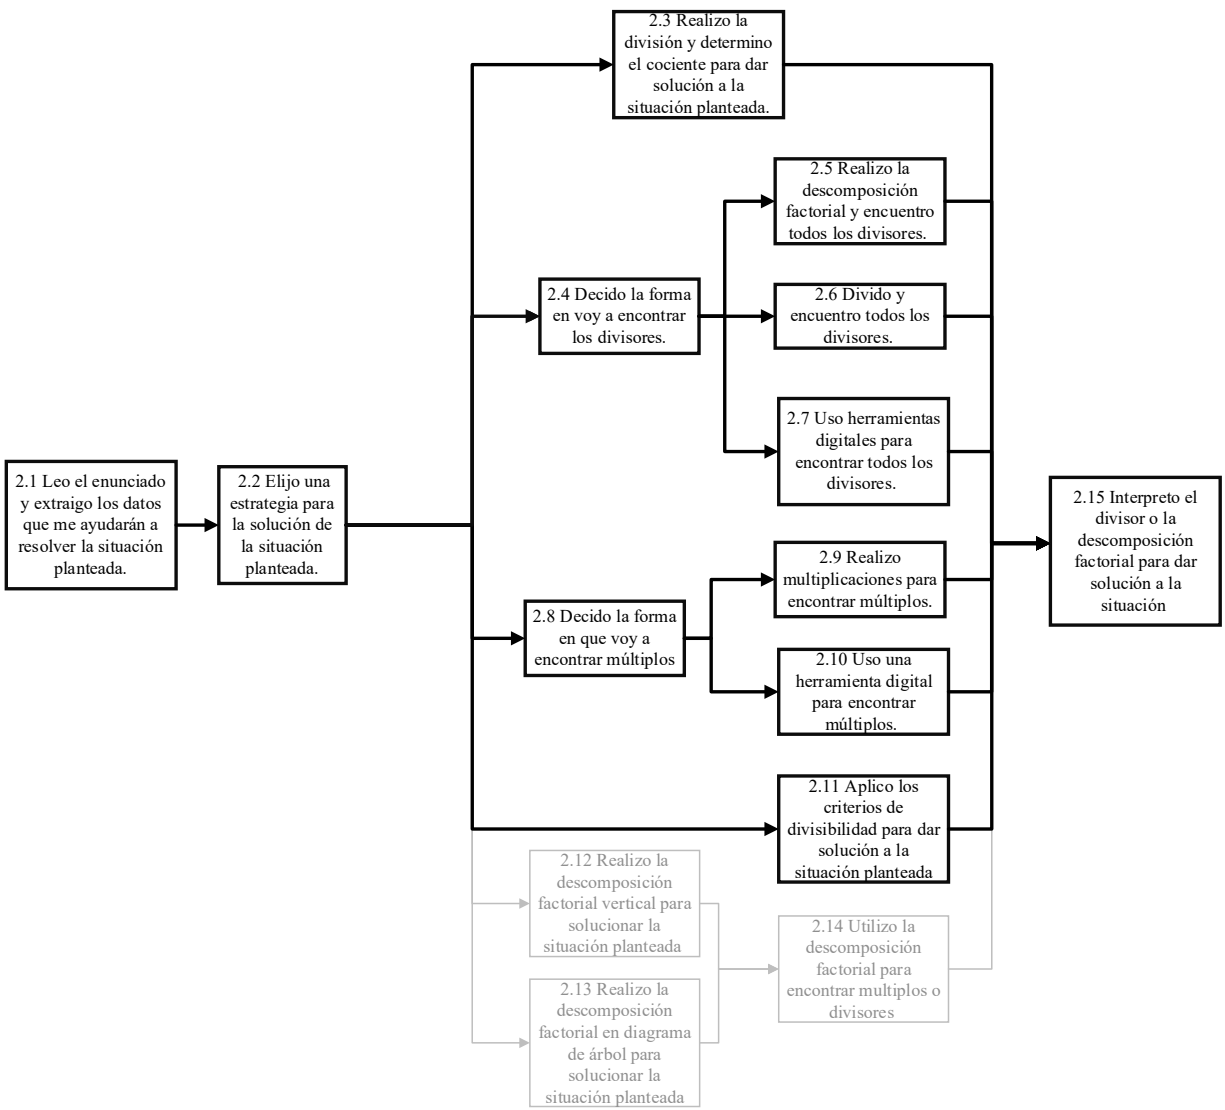 2.3 Realizo la
división y determino
el cociente para dar
solución a la
situación planteada.
2.5 Realizo la
descomposición
factorial y encuentro
todos los divisores.
2.4 Decido la forma
en voy a encontrar
los divisores.
2.6 Divido y
encuentro todos los
divisores.
2.7 Uso herramientas
digitales para
encontrar todos los
divisores.
2.1 Leo el enunciado
y extraigo los datos
que me ayudarán a
resolver la situación
planteada.
2.2 Elijo una
estrategia para
la solución de
la situación
planteada.
2.15 Interpreto el
divisor o la
descomposición
factorial para dar
solución a la
situación
2.9 Realizo
multiplicaciones para
encontrar múltiplos.
2.8 Decido la forma
en que voy a
encontrar múltiplos
2.10 Uso una
herramienta digital
para encontrar
múltiplos.
2.11 Aplico los
criterios de
divisibilidad para dar
solución a la
situación planteada
2.12 Realizo la
descomposición
factorial vertical para
solucionar la
situación planteada
2.14 Utilizo la
descomposición
factorial para
encontrar multiplos o
divisores
2.13 Realizo la
descomposición
factorial en diagrama
de árbol para
solucionar la
situación planteada